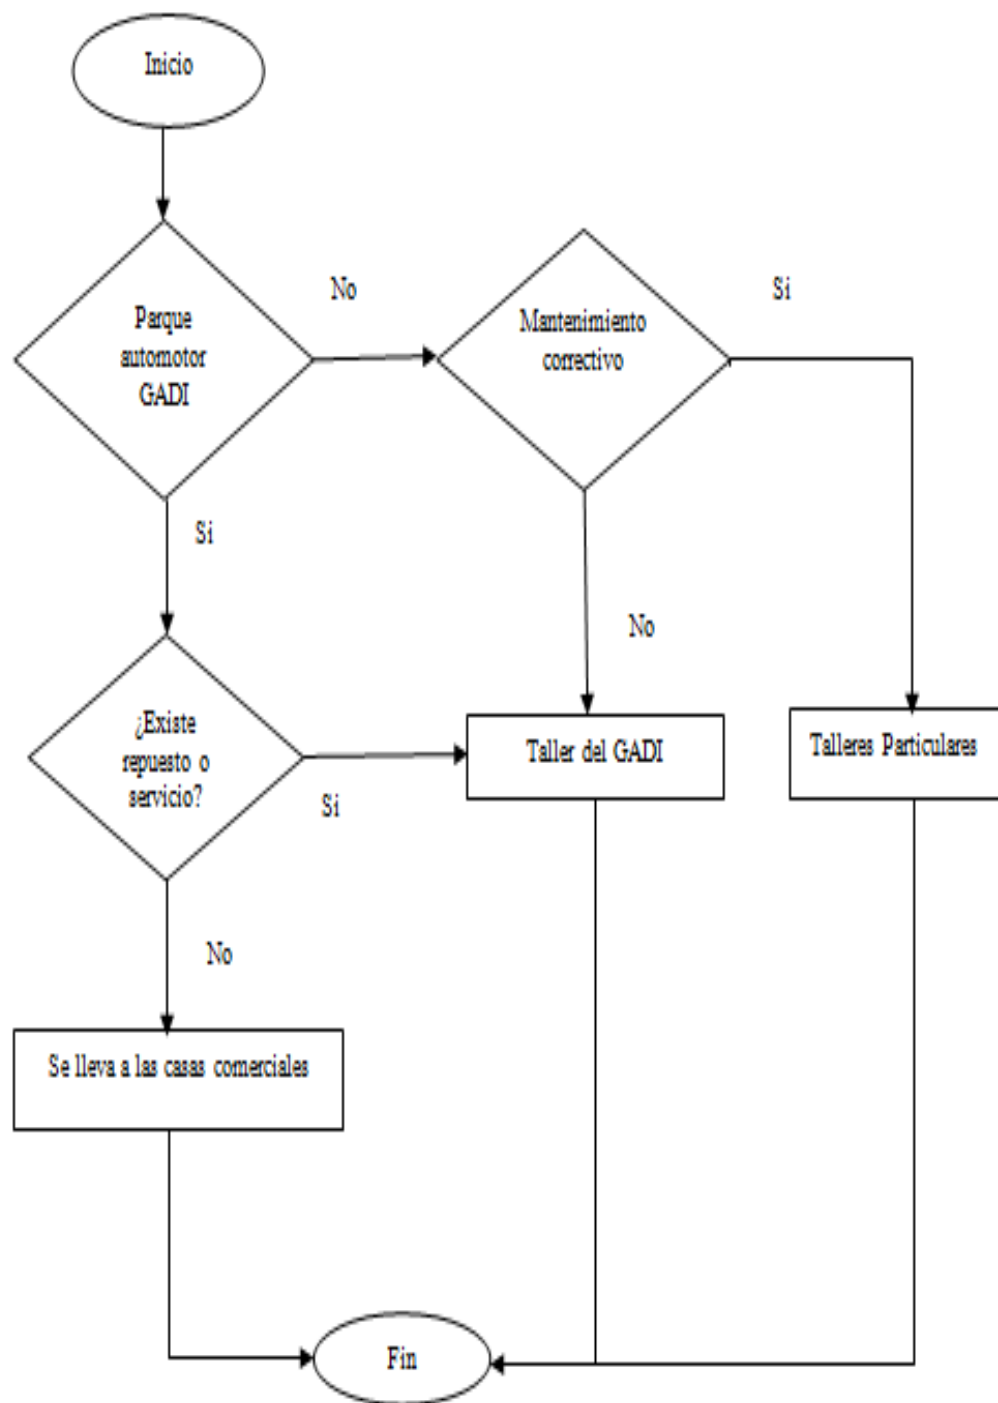 Inicio
No
Si
Parque
automotor
GADI
Mantenimiento
correctivo
Si
No
¿Existe
repuesto o
servicio?
Si
Taller del GADI
Talleres Particulares
No
Se lleva a las casas comerciales
Fin